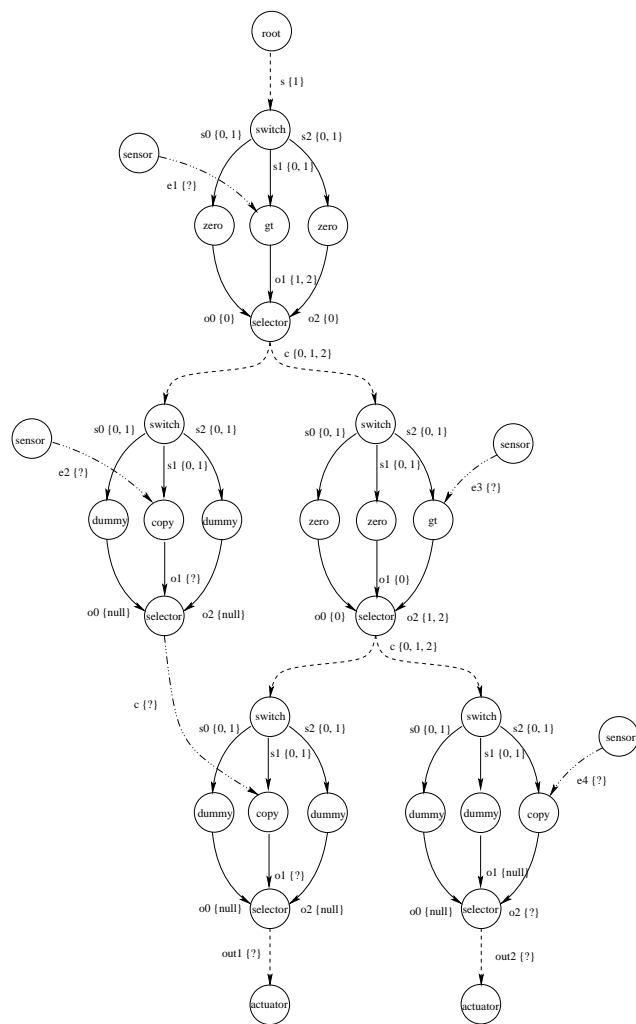 root
s {1}
s0 {0, 1}
switch
s2 {0, 1}
sensor
s1 {0, 1}
e1 {?}
zero
gt
zero
o1 {1, 2}
o0 {0}
selector
o2 {0}
c {0, 1, 2}
s0 {0, 1}
switch
s2 {0, 1}
s0 {0, 1}
switch
s2 {0, 1}
sensor
sensor
s1 {0, 1}
s1 {0, 1}
e2 {?}
e3 {?}
dummy
copy
dummy
zero
zero
gt
o1 {?}
o1 {0}
o0 {null}
selector
o2 {null}
o0 {0}
selector
o2 {1, 2}
c {0, 1, 2}
c {?}
s0 {0, 1}
switch
s2 {0, 1}
s0 {0, 1}
switch
s2 {0, 1}
sensor
s1 {0, 1}
s1 {0, 1}
e4 {?}
dummy
copy
dummy
dummy
dummy
copy
o1 {?}
o1 {null}
o0 {null}
selector
o2 {null}
o0 {null}
selector
o2 {?}
out1 {?}
out2 {?}
actuator
actuator